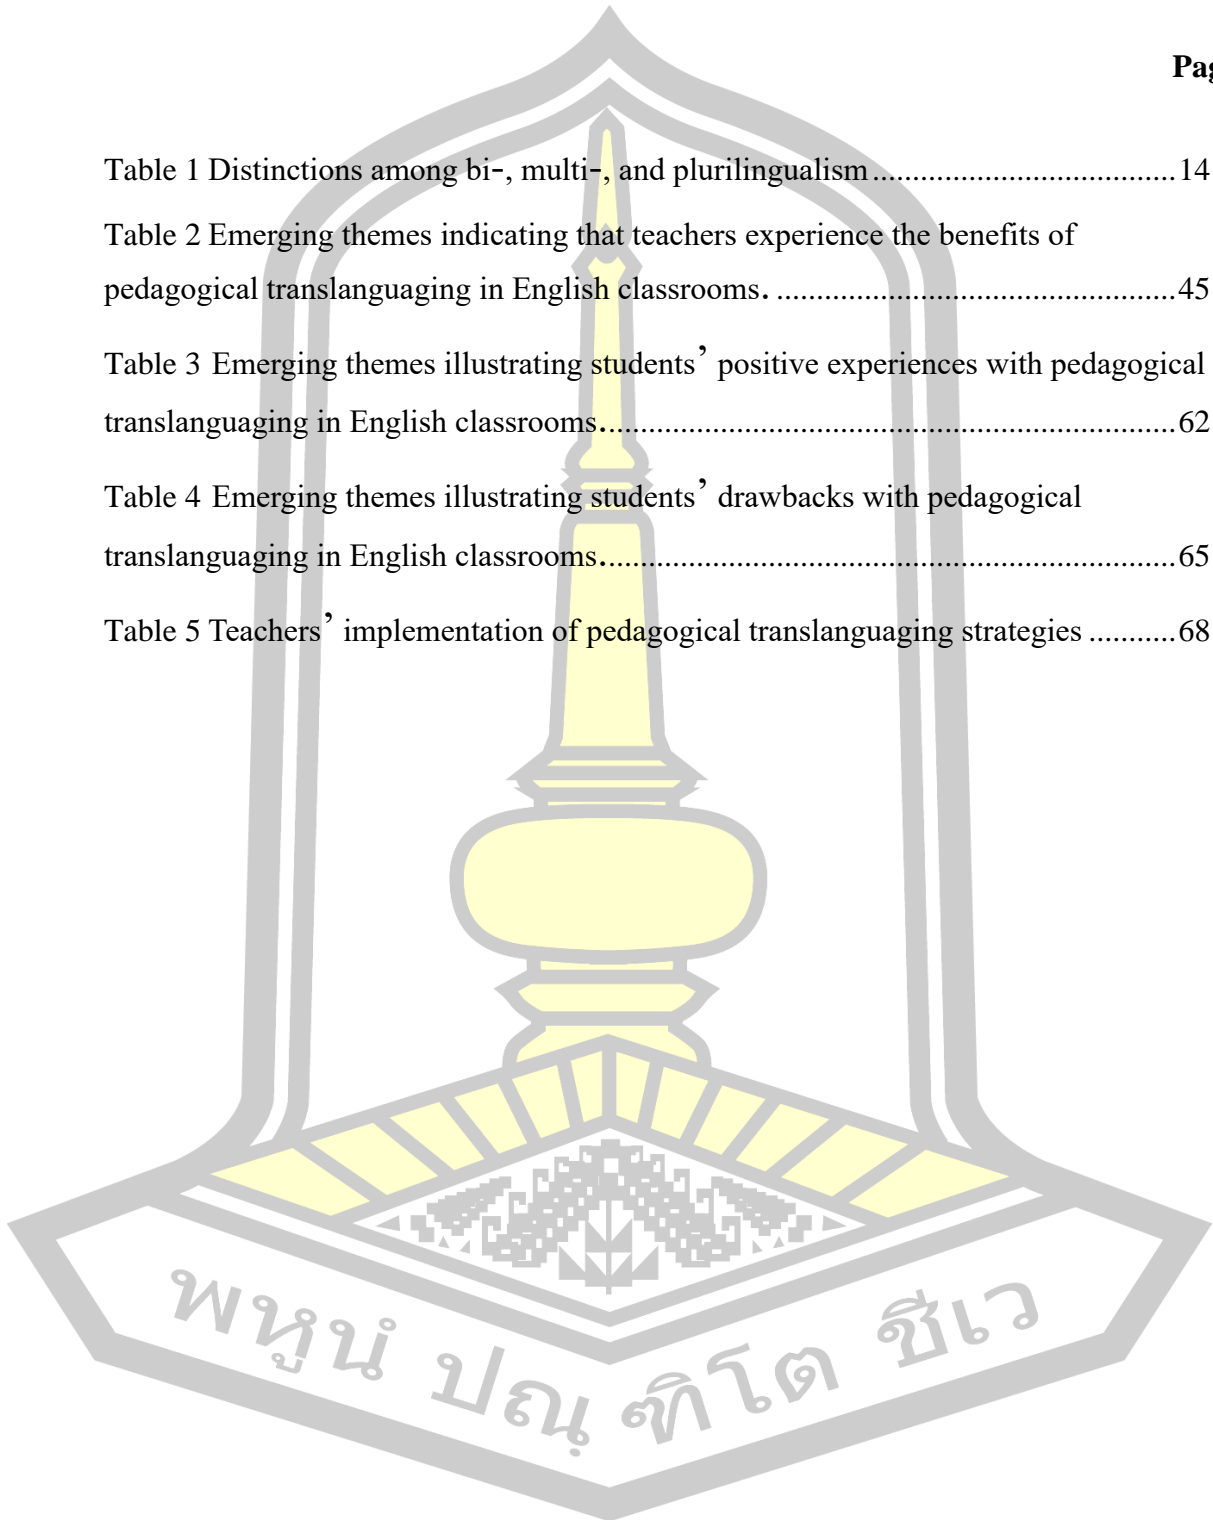 Pag
Table 1 Distinctions among bi-, multi-, and plurilingualism....................................14
Table 2 Emerging themes indicating that teachers experience the benefits of
pedagogical translanguaging in English classrooms. .................................................45
Table 3 Emerging themes illustrating students’ positive experiences with pedagogical
translanguaging in English classrooms.......................................................................62
Table 4 Emerging themes illustrating students’ drawbacks with pedagogical
translanguaging in English classrooms.......................................................................65
Table 5 Teachers’ implementation of pedagogical translanguaging strategies ...........68
พหูนํ ปณฺ ฑิโต ชีเว